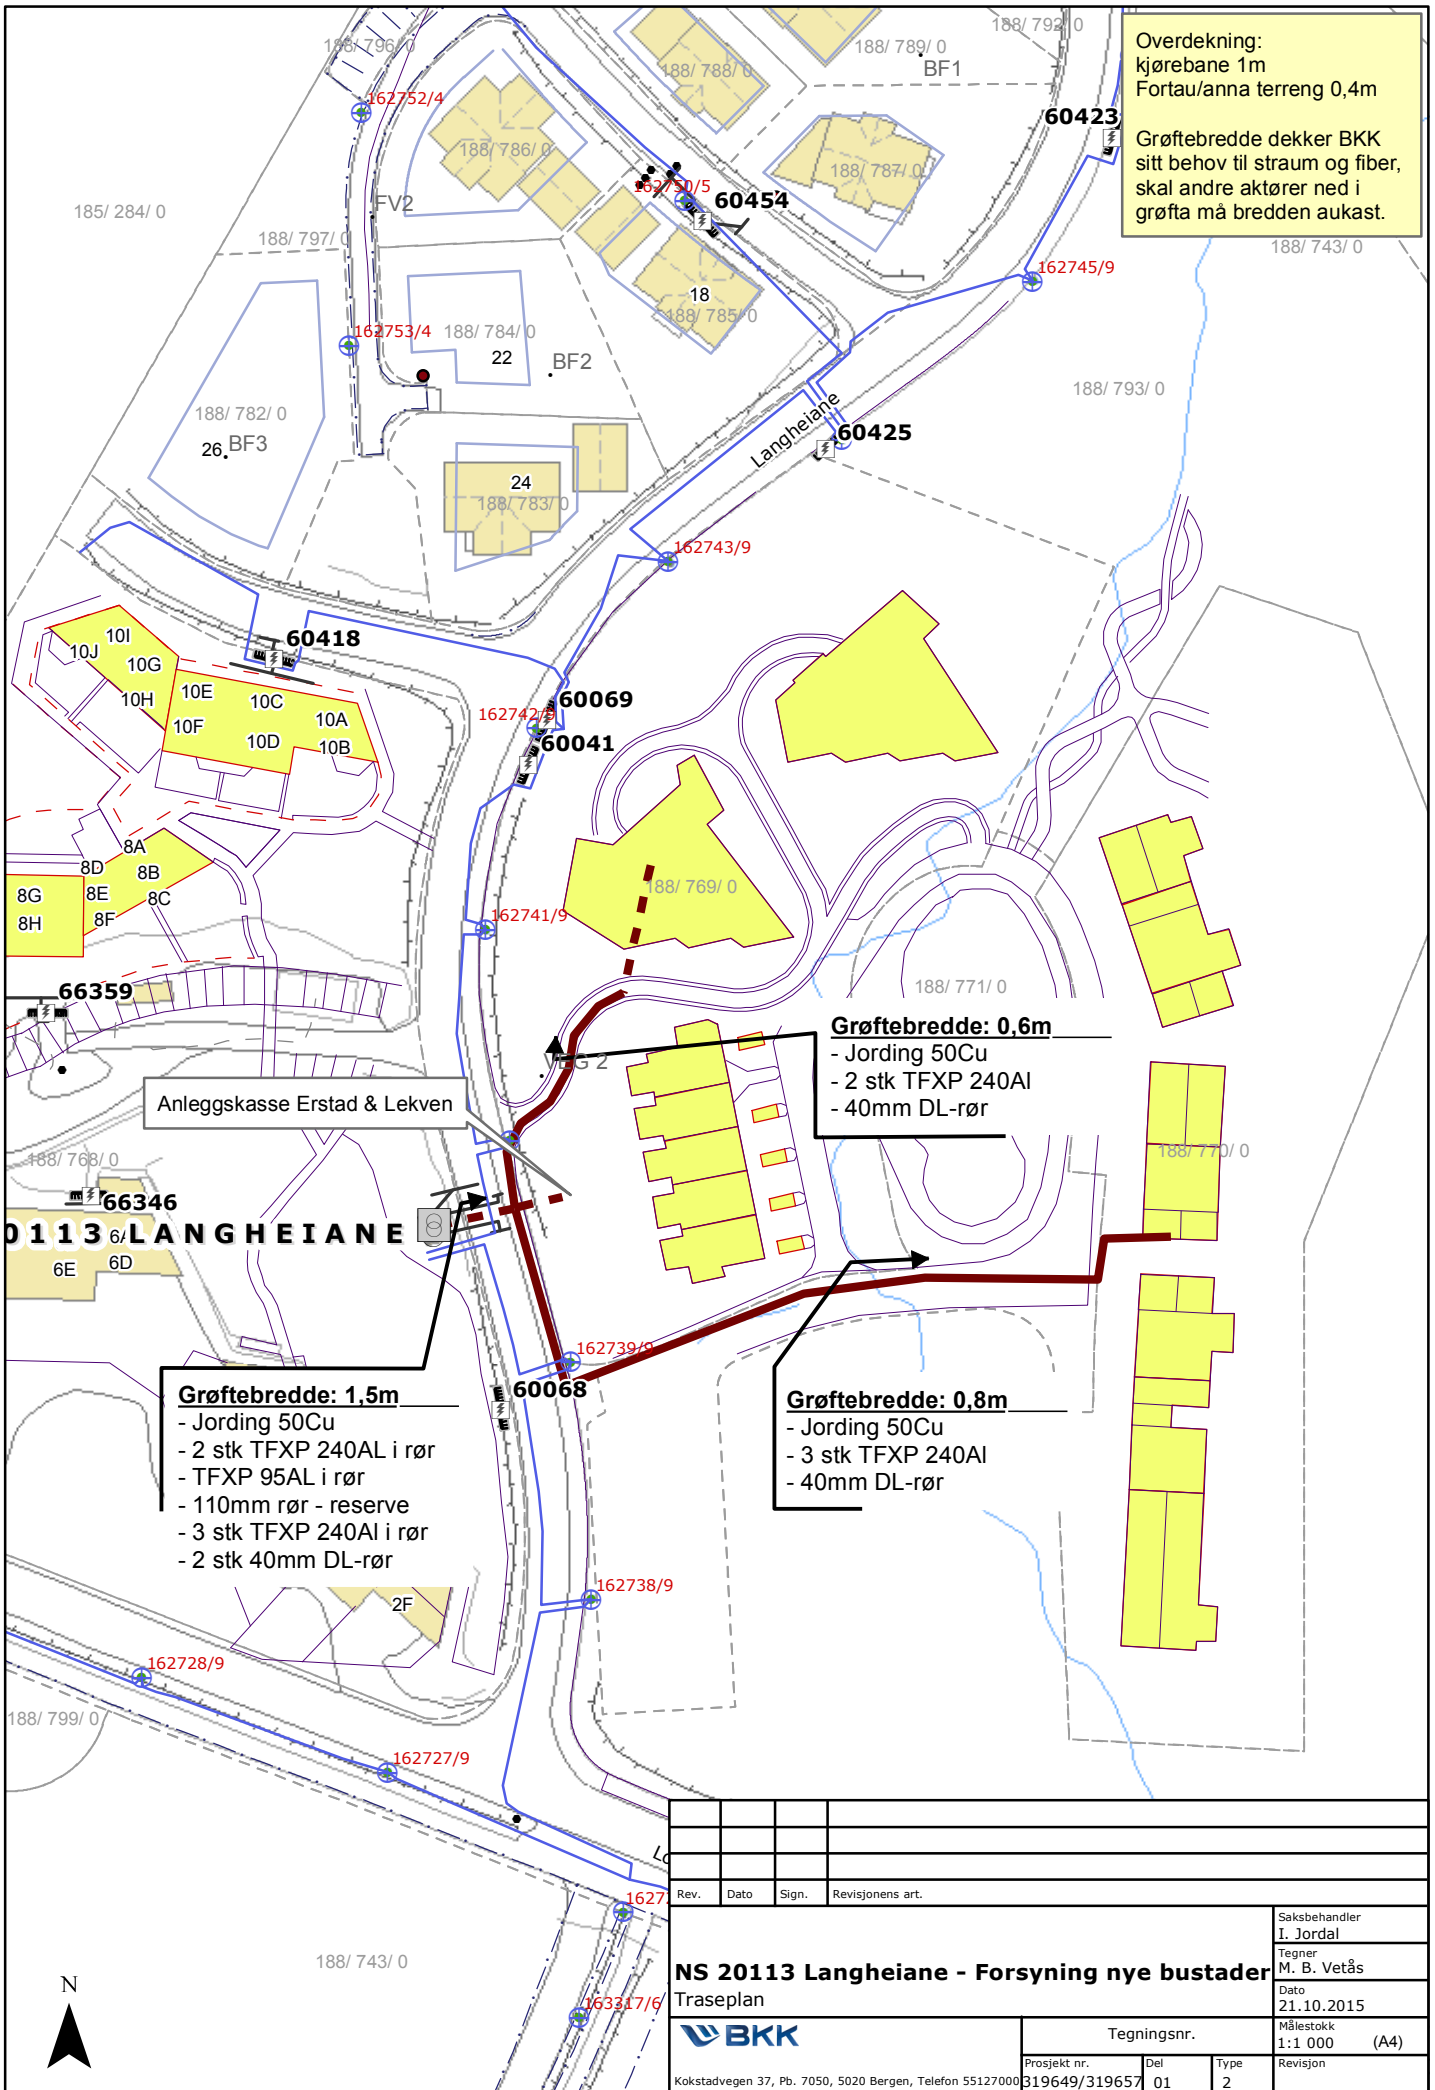 188/ 792/ 0
188/ 796/ 0
188/ 789/ 0
BF1
188/ 788/ 0
Overdekning:
kjørebane 1m
Fortau/anna terreng 0,4m
Grøftebredde dekker BKK
sitt behov til straum og fiber,
skal andre aktører ned i
grøfta må bredden aukast.
162752/4
60423
188/ 786/ 0
188/ 787/ 0
162750/5
60454
185/ 284/ 0
FV2
188/ 797/ 0
188/ 743/ 0
162745/9
18
188/ 785/ 0
162753/4
188/ 784/ 0
22
BF2
188/ 793/ 0
188/ 782/ 0
26
BF3
Langheiane
60425
24
188/ 783/ 0
162743/9
10I
10J
10G
60418
10H
10E
10C
10F
10A
10D
10B
60069
162742/9
60041
8A
8D
8B
8G
8E
8C
8H
8F
188/ 769/ 0
162741/9
66359
188/ 771/ 0
Grøftebredde: 0,6m
- Jording 50Cu
- 2 stk TFXP 240Al
- 40mm DL-rør
VEG 2
Anleggskasse Erstad & Lekven
188/ 768/ 0
188/ 770/ 0
66346
0113 LANGHEIANE
6A
6E
6D
162739/9
60068
Grøftebredde: 1,5m
- Jording 50Cu
- 2 stk TFXP 240AL i rør
- TFXP 95AL i rør
- 110mm rør - reserve
- 3 stk TFXP 240Al i rør
- 2 stk 40mm DL-rør
Grøftebredde: 0,8m
- Jording 50Cu
- 3 stk TFXP 240Al
- 40mm DL-rør
162738/9
2F
162728/9
188/ 799/ 0
162727/9
188/ 743/ 0
163317/6
N
Rev. Dato Sign. Revisjonens art.
Saksbehandler
I. Jordal
Tegner
M. B. Vetås
NS 20113 Langheiane - Forsyning nye bustader
Traseplan
Dato
21.10.2015
BKK
Tegningsnr.
Målestokk
1:1 000 (A4)
Prosjekt nr. Del Type Revisjon
Kokstadvegen 37, Pb. 7050, 5020 Bergen, Telefon 55127000
319649/319657 01 2